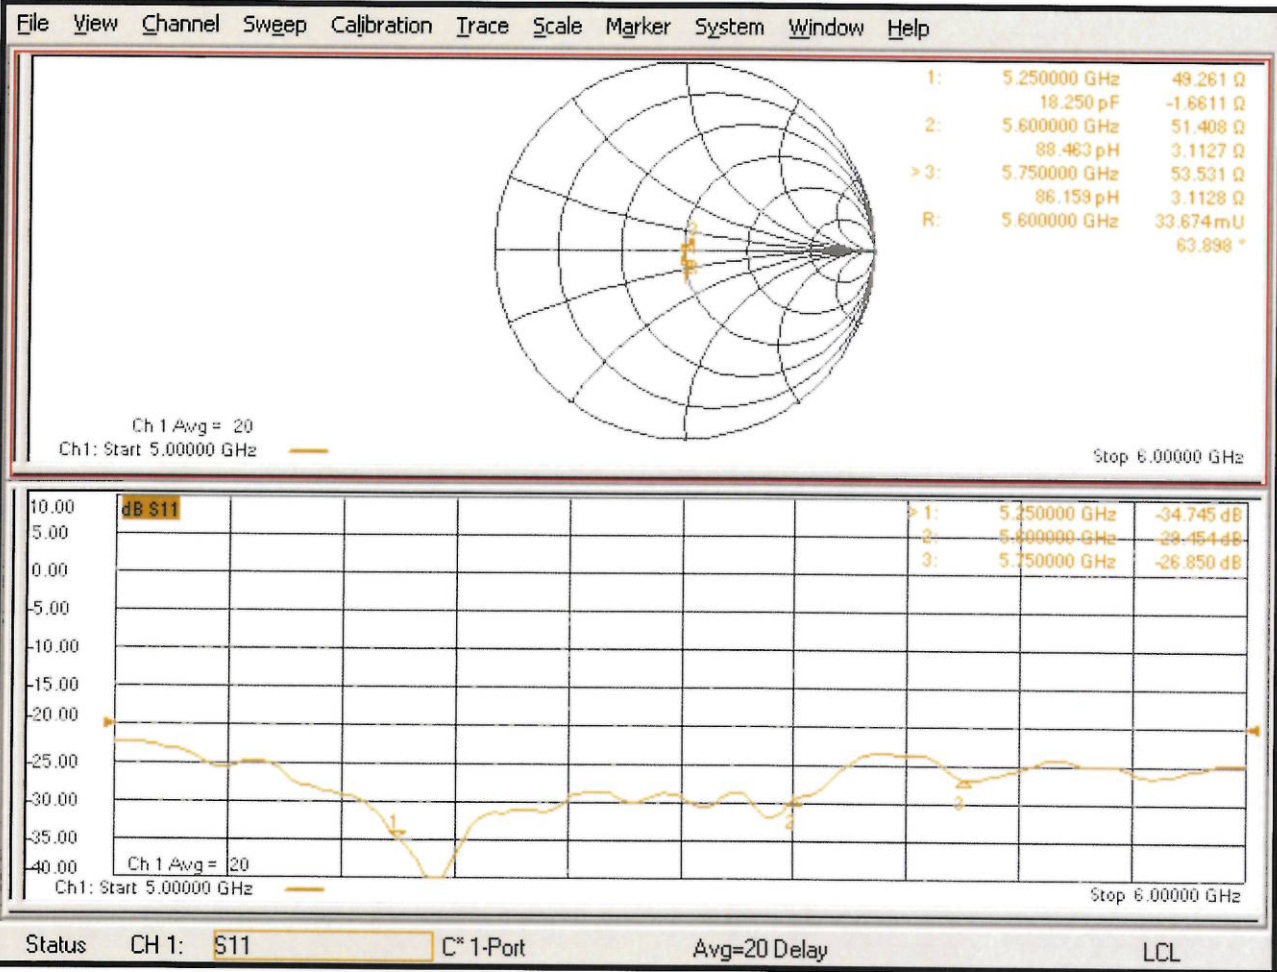 File View Channel Sweep Calibration Trace Scale Marker System Window Help
1: 5.250000 GHz 49.261 Ω
18.250 pF -1.6611 Ω
2: 5.600000 GHz 51.408 Ω
88.463 pH 3.1127 Ω
> 3: 5.750000 GHz 53.531 Ω
86.159 pH 3.1128 Ω
R: 5.600000 GHz 33.674 mU
63.898 °
3
Ch 1 Avg = 20
Ch1: Start 5.00000 GHz
Stop 6.00000 GHz
10.00
5.00
0.00
-5.00
-10.00
-15.00
-20.00
-25.00
-30.00
-35.00
-40.00
dB S11
> 1: 5.250000 GHz -34.745 dB
2: 5.600000 GHz -29.454 dB
3: 5.750000 GHz -26.850 dB
1
2
3
Ch 1 Avg = 20
Ch1: Start 5.00000 GHz
Stop 6.00000 GHz
Status CH 1: S11 C* 1-Port Avg=20 Delay LCL